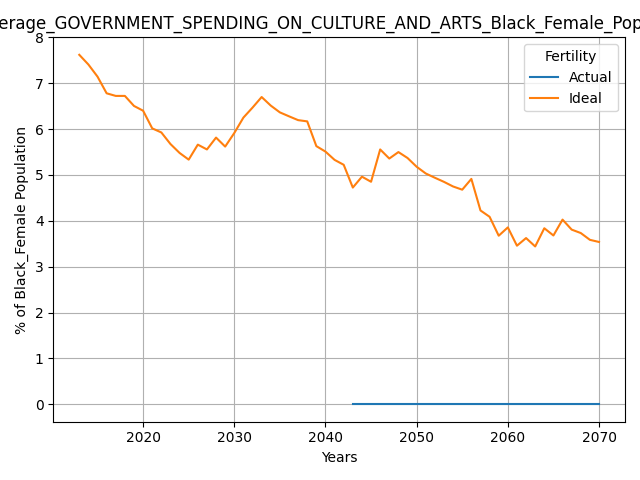 erage_GOVERNMENT_SPENDING_ON_CULTURE_AND_ARTS_Black_Female_Pop
Fertility
Actual
Ideal
% of Black_Female Population
8
7
6
5
4
3
2
1
0
2020 2030 2040 2050 2060 2070
Years